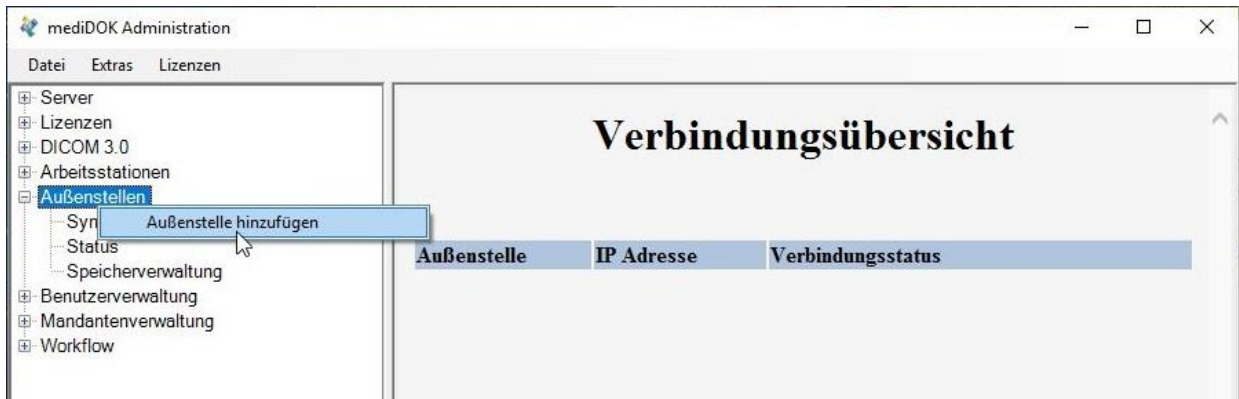 mediDOK Administration
Datei Extras Lizenzen
Server
Lizenzen
DICOM 3.0
Arbeitsstationen
Außenstellen
Außenstelle hinzufügen
Status
Speicherverwaltung
Benutzerverwaltung
Mandantenverwaltung
Workflow
Verbindungsübersicht
Außenstelle IP Adresse Verbindungsstatus